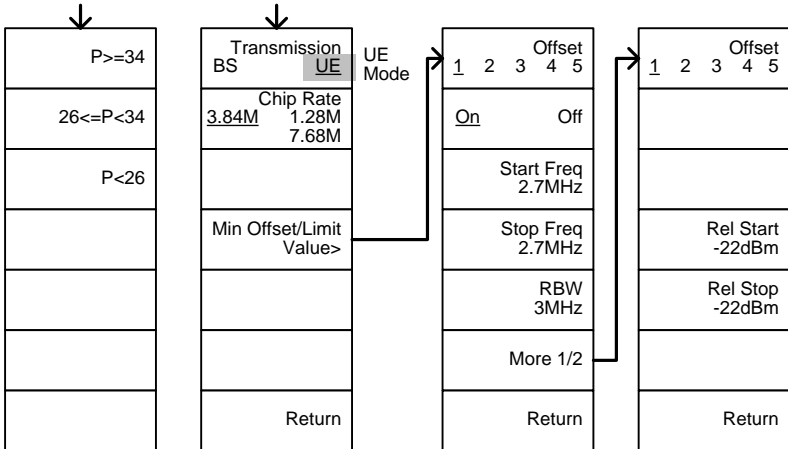 P>=34
26<=P<34
P<26
Transmission
BS UE
UE
Mode
Chip Rate
3.84M 1.28M
7.68M
Min Offset/Limit
Value>
Return
Offset
1 2 3 4 5
On Off
Start Freq
2.7MHz
Stop Freq
2.7MHz
RBW
3MHz
More 1/2
Return
Offset
1 2 3 4 5
Rel Start
-22dBm
Rel Stop
-22dBm
Return